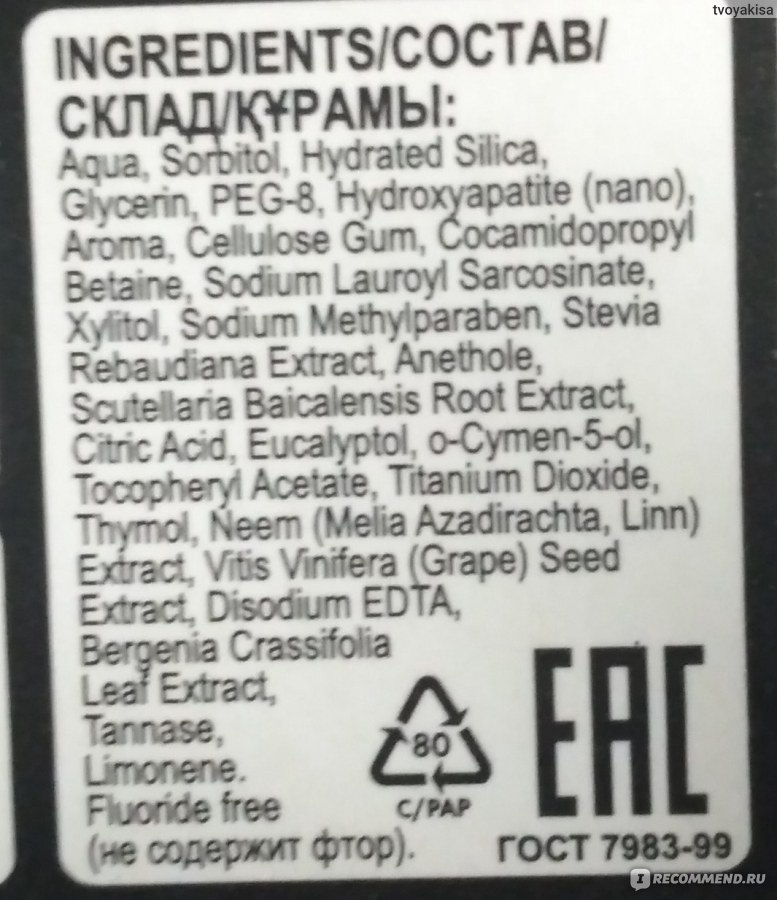 tvoyakisa
INGREDIENTS/СОСТАВ/
СКЛАД/ҚҰРАМЫ:
Aqua, Sorbitol, Hydrated Silica,
Glycerin, PEG-8, Hydroxyapatite (nano),
Aroma, Cellulose Gum, Cocamidopropyl
Betaine, Sodium Lauroyl Sarcosinate,
Xylitol, Sodium Methylparaben, Stevia
Rebaudiana Extract, Anethole,
Scutellaria Baicalensis Root Extract,
Citric Acid, Eucalyptol, o-Cymen-5-ol,
Tocopheryl Acetate, Titanium Dioxide,
Thymol, Neem (Melia Azadirachta, Linn)
Extract, Vitis Vinifera (Grape) Seed
Extract, Disodium EDTA,
Bergenia Crassifolia
Leaf Extract,
Tannase,
Limonene.
Fluoride free
(не содержит фтор).
80
C/PAP
EAC
ГОСТ 7983-99
IRECOMMEND.RU